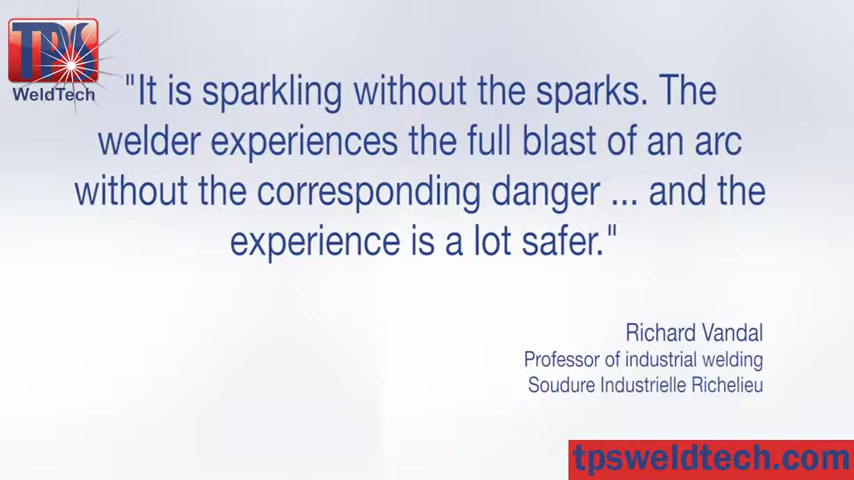 TPS
WeldTech
"It is sparkling without the sparks. The
welder experiences the full blast of an arc
without the corresponding danger ... and the
experience is a lot safer."
Richard Vandal
Professor of industrial welding
Soudure Industrielle Richelieu
tpsweldtech.com